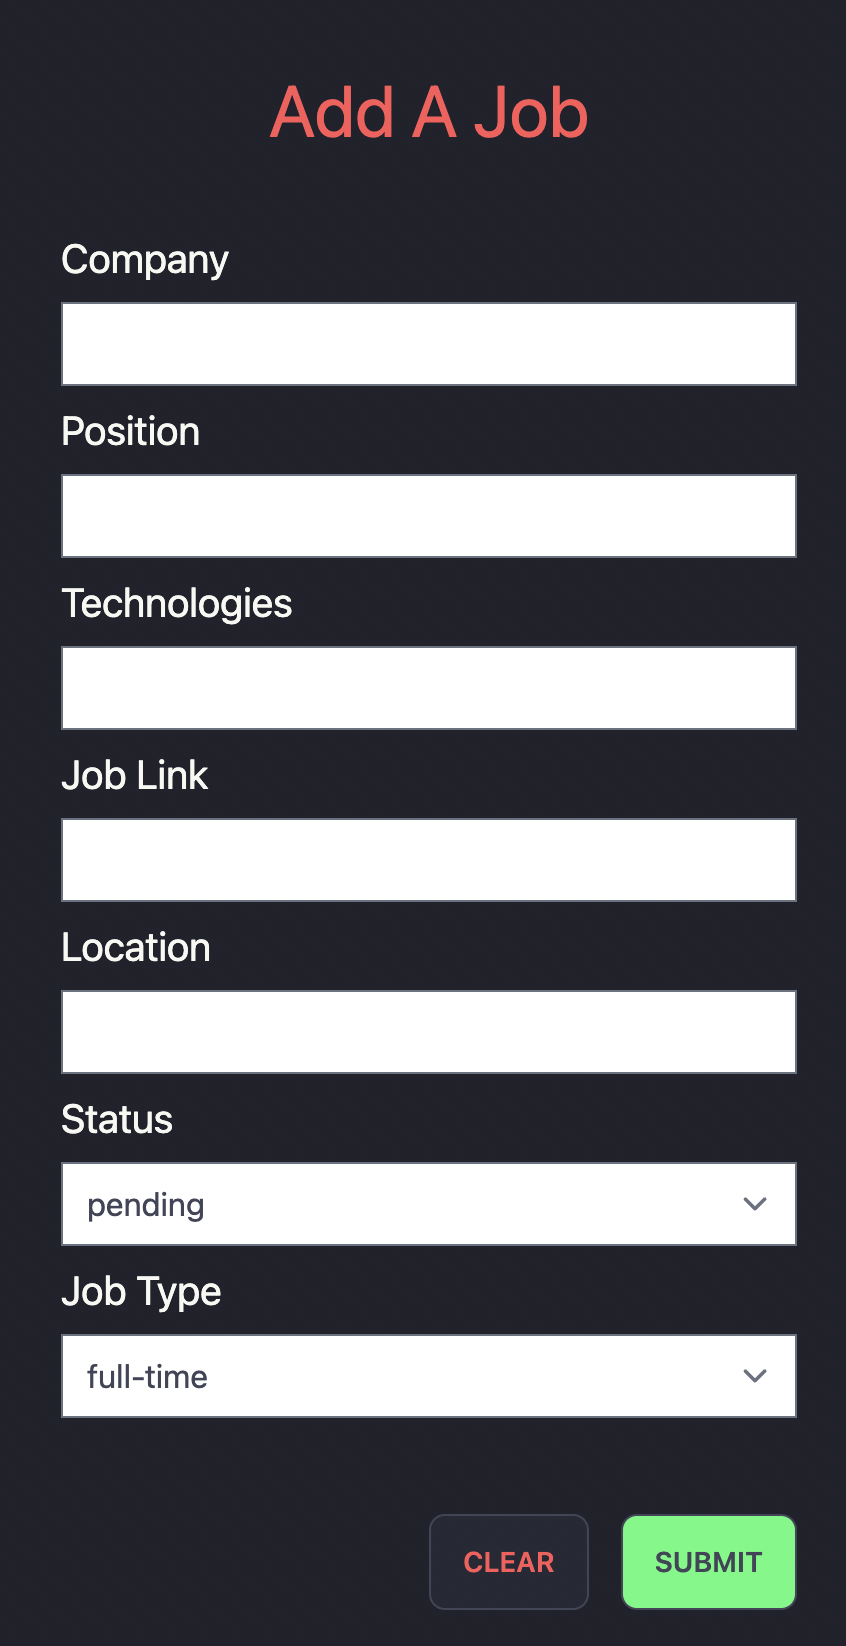 Add A Job
Company
Position
Technologies
Job Link
Location
Status
pending
Job Type
full-time
CLEAR SUBMIT